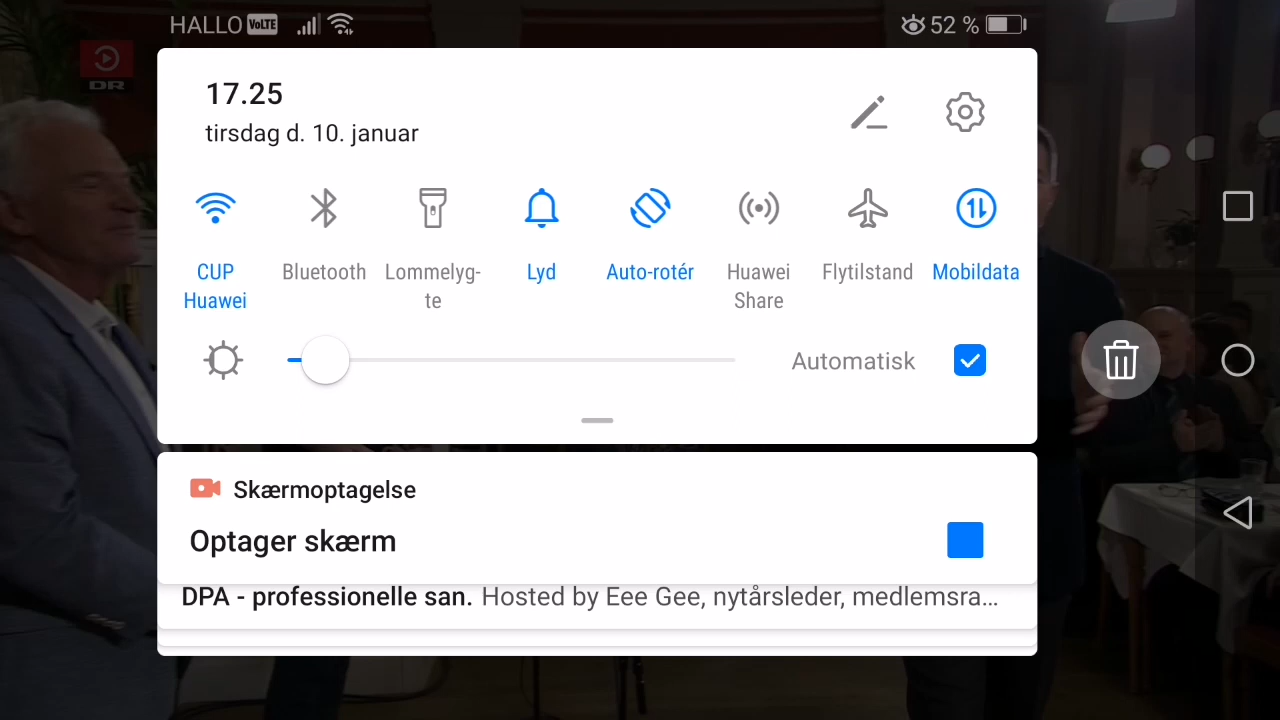 HALLO VoLTE 52 %
DR
17.25
tirsdag d. 10. januar
CUP Huawei
Bluetooth
Lommelyg-
te
Lyd
Auto-rotér
Huawei Share
Flytilstand
Mobildata
Automatisk
Skærmoptagelse
Optager skærm
DPA - professionelle san. Hosted by Eee Gee, nytårsleder, medlemsra…